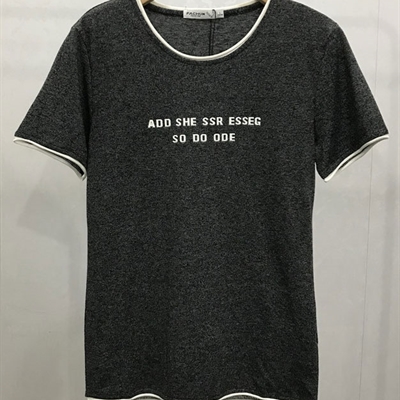 ADD SHE SSR ESSEG
SO DO ODE